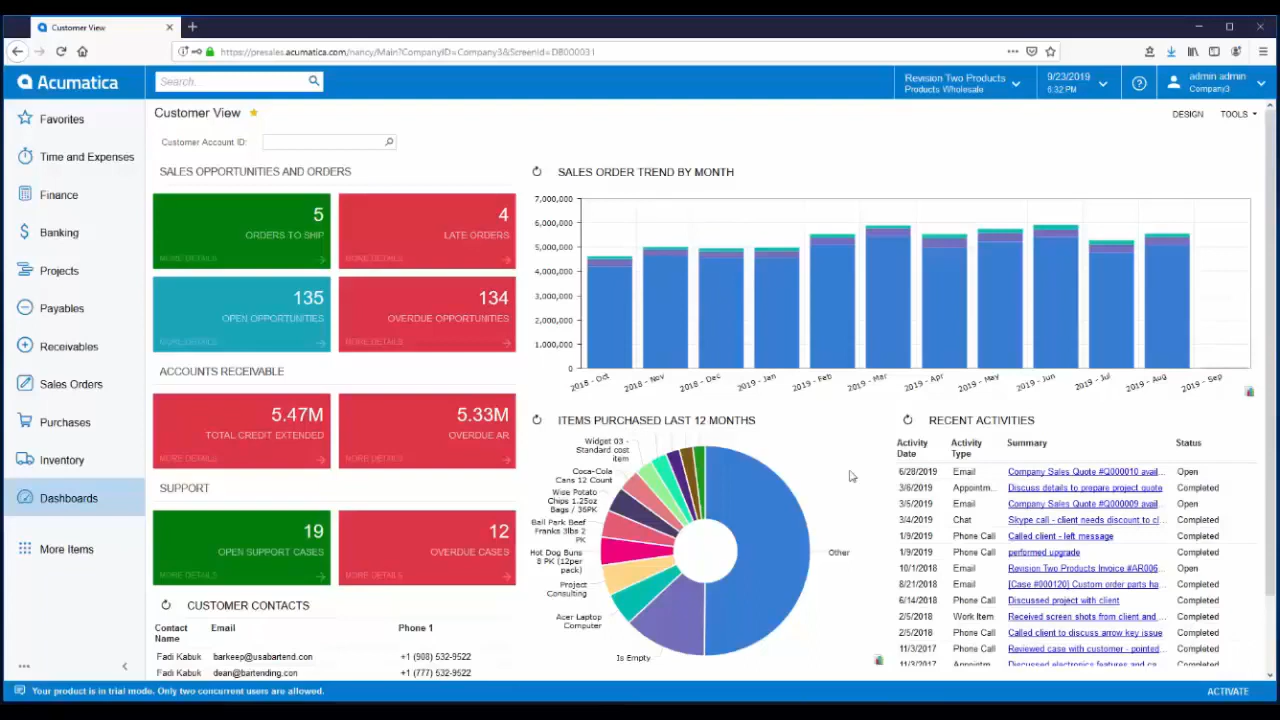 Customer View
https://presales.acumatica.com/nancy/Main?CompanyID=Company3&ScreenId=DB000031
Acumatica
Search...
Revision Two Products
Products Wholesale
9/23/2019
6:32 PM
admin admin
Company3
Favorites
Time and Expenses
Finance
Banking
Projects
Payables
Receivables
Sales Orders
Purchases
Inventory
Dashboards
More Items
Customer View
DESIGN
TOOLS
Customer Account ID:
SALES OPPORTUNITIES AND ORDERS
5
ORDERS TO SHIP
MORE DETAILS
4
LATE ORDERS
MORE DETAILS
135
OPEN OPPORTUNITIES
MORE DETAILS
134
OVERDUE OPPORTUNITIES
MORE DETAILS
ACCOUNTS RECEIVABLE
5.47M
TOTAL CREDIT EXTENDED
MORE DETAILS
5.33M
OVERDUE AR
MORE DETAILS
SUPPORT
19
OPEN SUPPORT CASES
MORE DETAILS
12
OVERDUE CASES
MORE DETAILS
CUSTOMER CONTACTS
Contact Name Email Phone 1
Fadi Kabuk barkeep@usabartend.con +1 (908) 532-9522
Fadi Kabuk dean@bartending.con +1 (777) 532-9522
SALES ORDER TREND BY MONTH
7,000,000
6,000,000
5,000,000
4,000,000
3,000,000
2,000,000
1,000,000
0
2018 - Oct 2018 - Nov 2018 - Dec 2019 - Jan 2019 - Feb 2019 - Mar 2019 - Apr 2019 - May 2019 - Jun 2019 - Jul 2019 - Aug 2019 - Sep
ITEMS PURCHASED LAST 12 MONTHS
Widget 03 -
Standard cost
item
Coca-Cola
Cans 12 Count
Wise Potato
Chips 1.25oz
Bags / 36PK
Ball Park Beef
Franks 3lbs 2
PK
Hot Dog Buns
8 PK (12per
pack)
Project
Consulting
Acer Laptop
Computer
Is Empty
Other
RECENT ACTIVITIES
Activity Date Activity Type Summary Status
6/28/2019 Email Company Sales Quote #Q000010 avail... Open
3/6/2019 Appointm... Discuss details to prepare project quote Completed
3/5/2019 Email Company Sales Quote #Q000009 avail... Open
3/4/2019 Chat Skype call - client needs discount to cl... Completed
1/9/2019 Phone Call Called client - left message Completed
1/9/2019 Phone Call performed upgrade Completed
10/1/2018 Email Revision Two Products Invoice #AR006... Open
8/21/2018 Email [Case #000120] Custom order parts ha... Completed
6/14/2018 Phone Call Discussed project with client Completed
2/5/2018 Work Item Received screen shots from client and ... Completed
2/5/2018 Phone Call Called client to discuss arrow key issue Completed
11/3/2017 Phone Call Reviewed case with customer - pointed... Completed
11/3/2017 Appointm... Discussed electronics features and ca... Completed
Your product is in trial mode. Only two concurrent users are allowed.
ACTIVATE